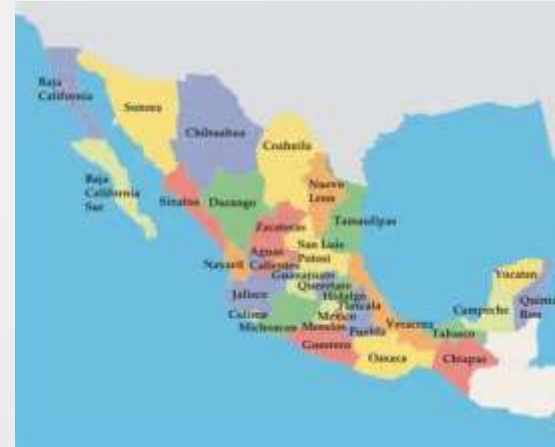 Baja
California
Sonora
Chihuahua
Coahuila
Baja
California
Sur
Sinaloa
Durango
Nuevo
Leon
Tamaulipas
Zacatecas
San Luis
Potosi
Nayarit
Aguas
Calientes
Guanajuato
Queretaro
Hidalgo
Jalisco
Tlaxcala
Mexico
Colima
Michoacan
Morelos
Puebla
Veracruz
Guerrero
Oaxaca
Tabasco
Chiapas
Campeche
Yucatan
Quinta
Roo